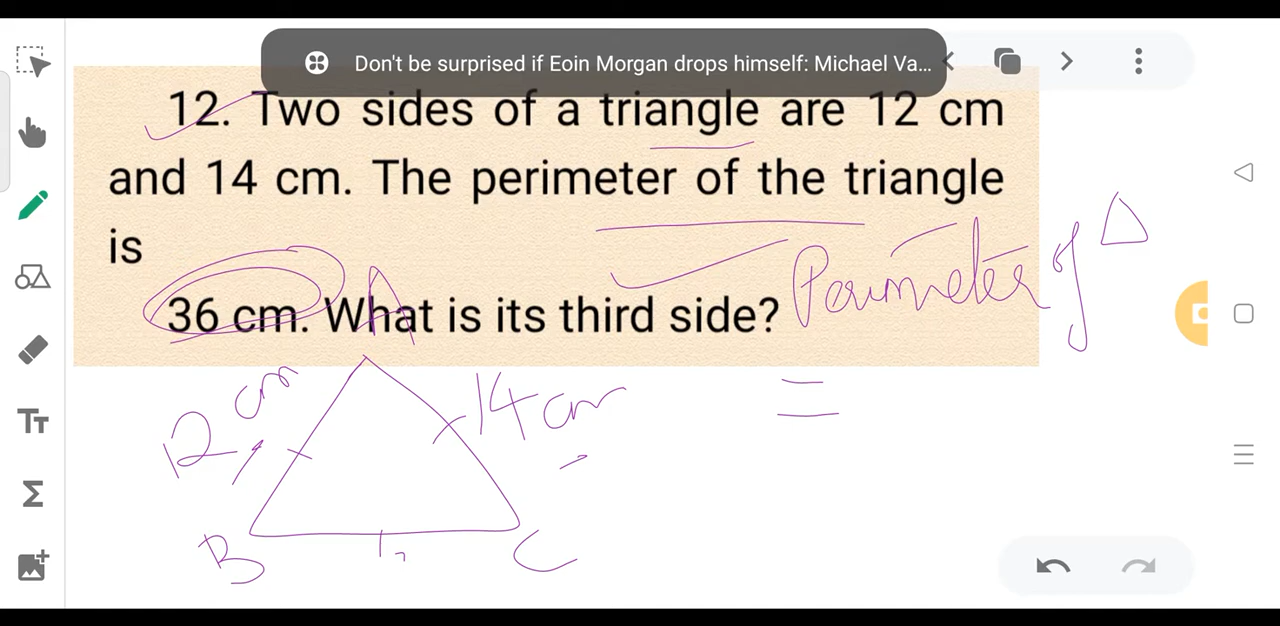 Don't be surprised if Eoin Morgan drops himself: Michael Va...
12. Two sides of a triangle are 12 cm
and 14 cm. The perimeter of the triangle
is
36 cm. What is its third side?
Perimeter of Δ
=
A
12 cm
14 cm
B
?
C
Tт
Σ